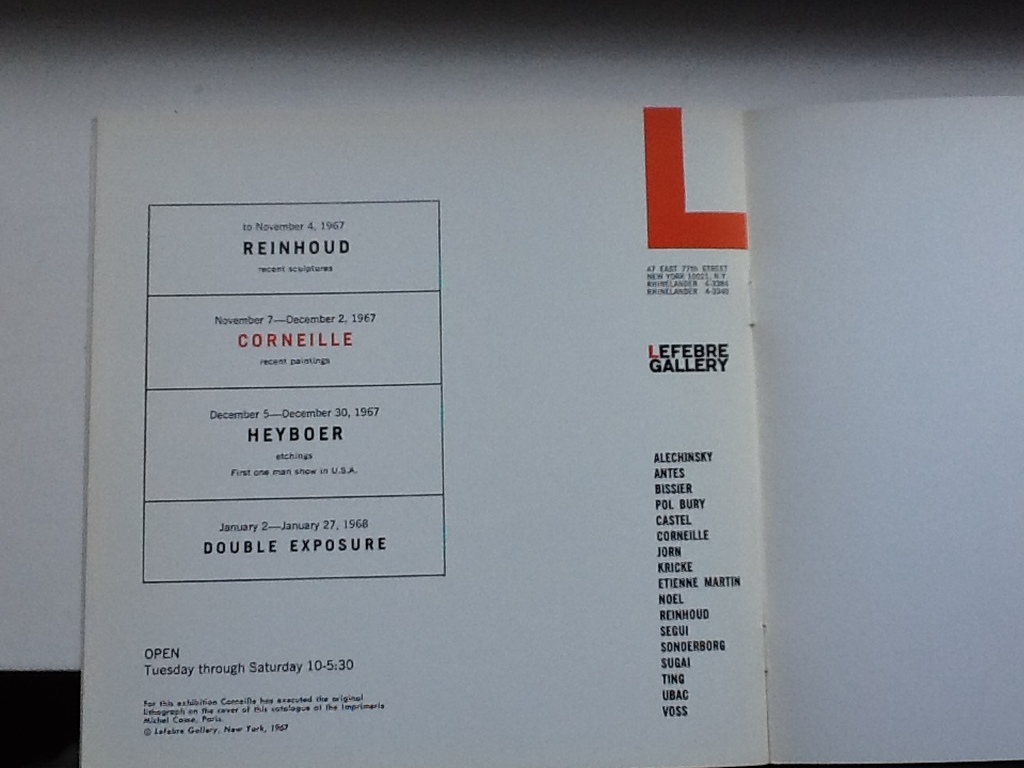 to November 4, 1967
REINHOUD
recent sculptures
November 7—December 2, 1967
CORNEILLE
recent paintings
December 5—December 30, 1967
HEYBOER
etchings
First one man show in U.S.A.
January 2—January 27, 1968
DOUBLE EXPOSURE
OPEN
Tuesday through Saturday 10-5:30
For this exhibition Corneille has executed the original
lithograph on the cover of this catalogue at the Imprimerie
Michel Casse, Paris.
© Lefebre Gallery, New York, 1967
L
47 EAST 77th STREET
NEW YORK 10021, N.Y.
RHINELANDER
RHINELANDER
LEFEBRE
GALLERY
ALECHINSKY
ANTES
BISSIER
POL BURY
CASTEL
CORNEILLE
JORN
KRICKE
ETIENNE MARTIN
NOEL
REINHOUD
SEGUI
SONDERBORG
SUGAI
TING
UBAC
VOSS